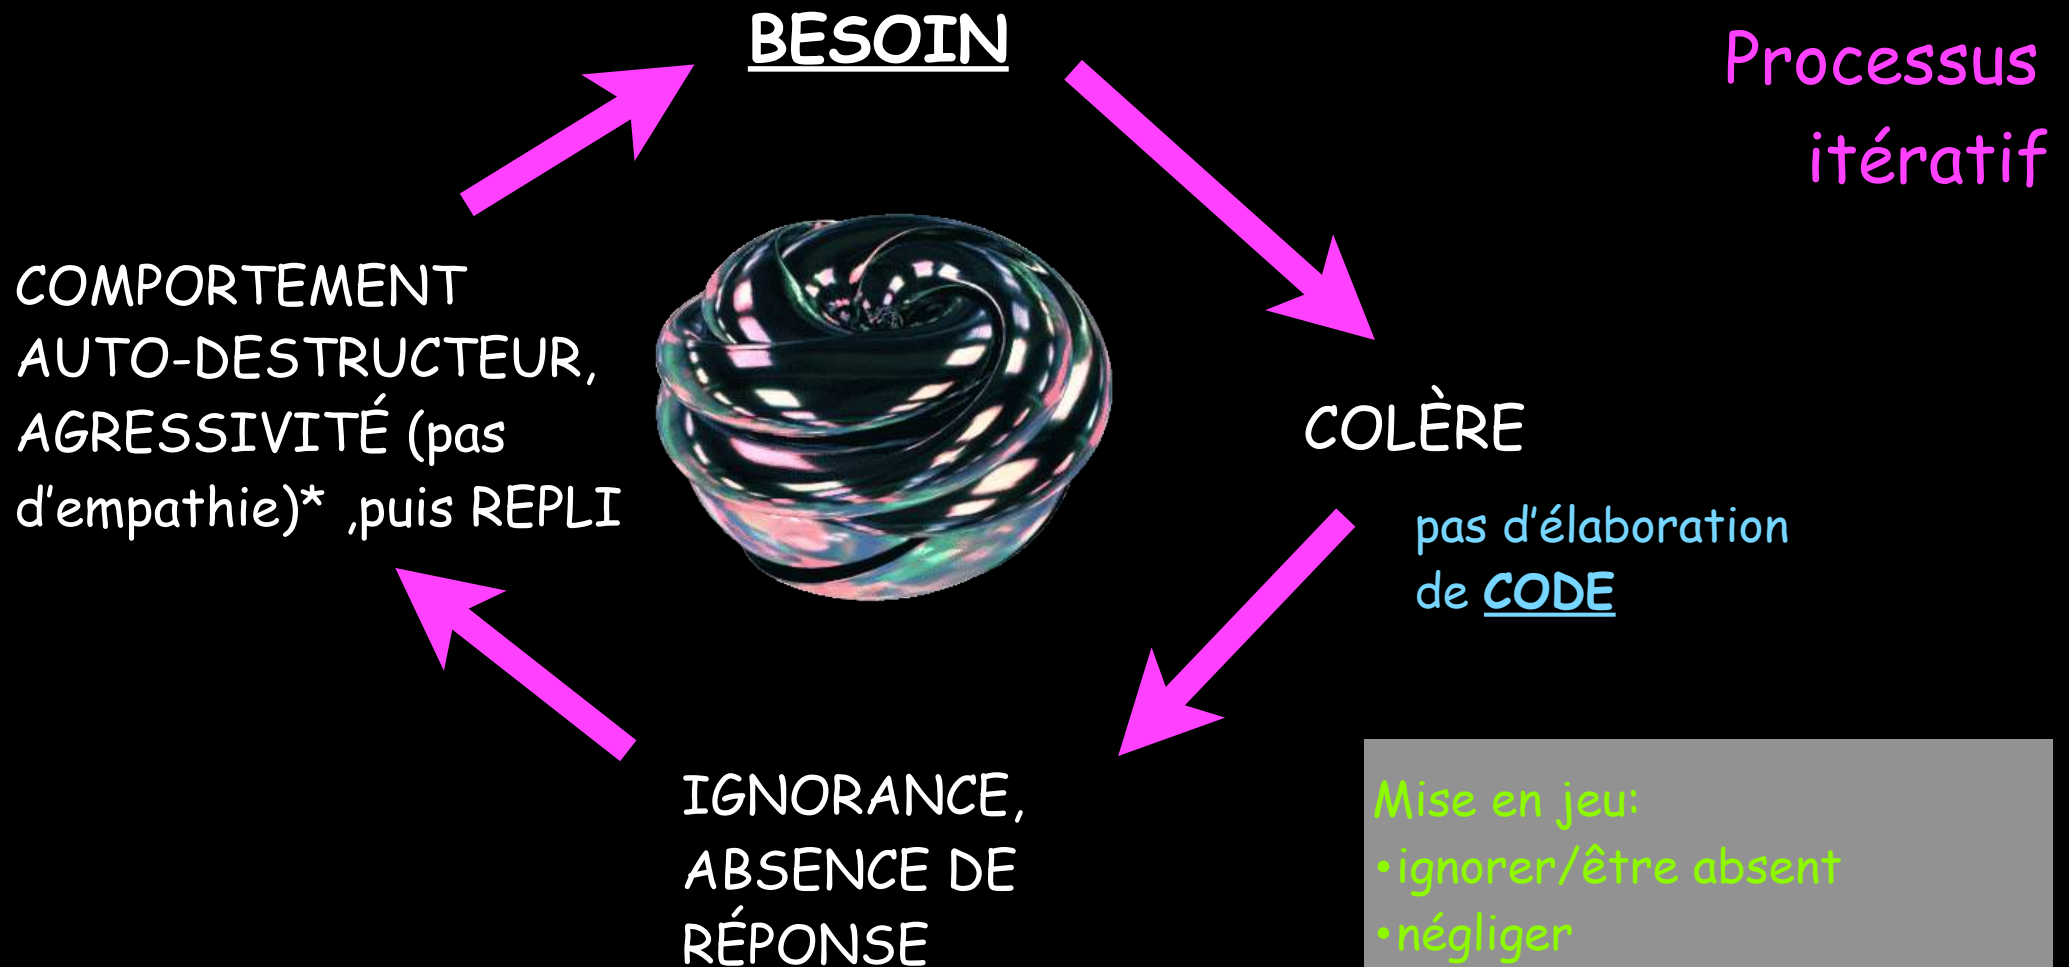 BESOIN
Processus
itératif
COMPORTEMENT
AUTO-DESTRUCTEUR,
AGRESSIVITÉ (pas
d'empathie)* ,puis REPLI
COLÈRE
pas d'élaboration
de CODE
IGNORANCE,
ABSENCE DE
RÉPONSE
Mise en jeu:
•ignorer/être absent
•négliger